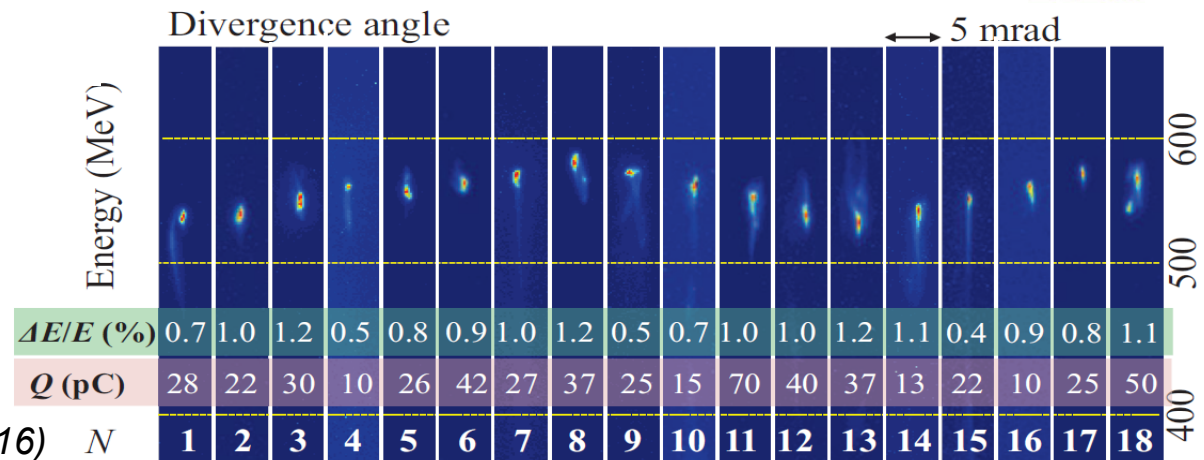 Divergence angle
5 mrad
Energy (MeV)
600
500
400
ΔE/E (%) 0.7 1.0 1.2 0.5 0.8 0.9 1.0 1.2 0.5 0.7 1.0 1.0 1.2 1.1 0.4 0.9 0.8 1.1
Q (pC) 28 22 30 10 26 42 27 37 25 15 70 40 37 13 22 10 25 50
16) N 1 2 3 4 5 6 7 8 9 10 11 12 13 14 15 16 17 18